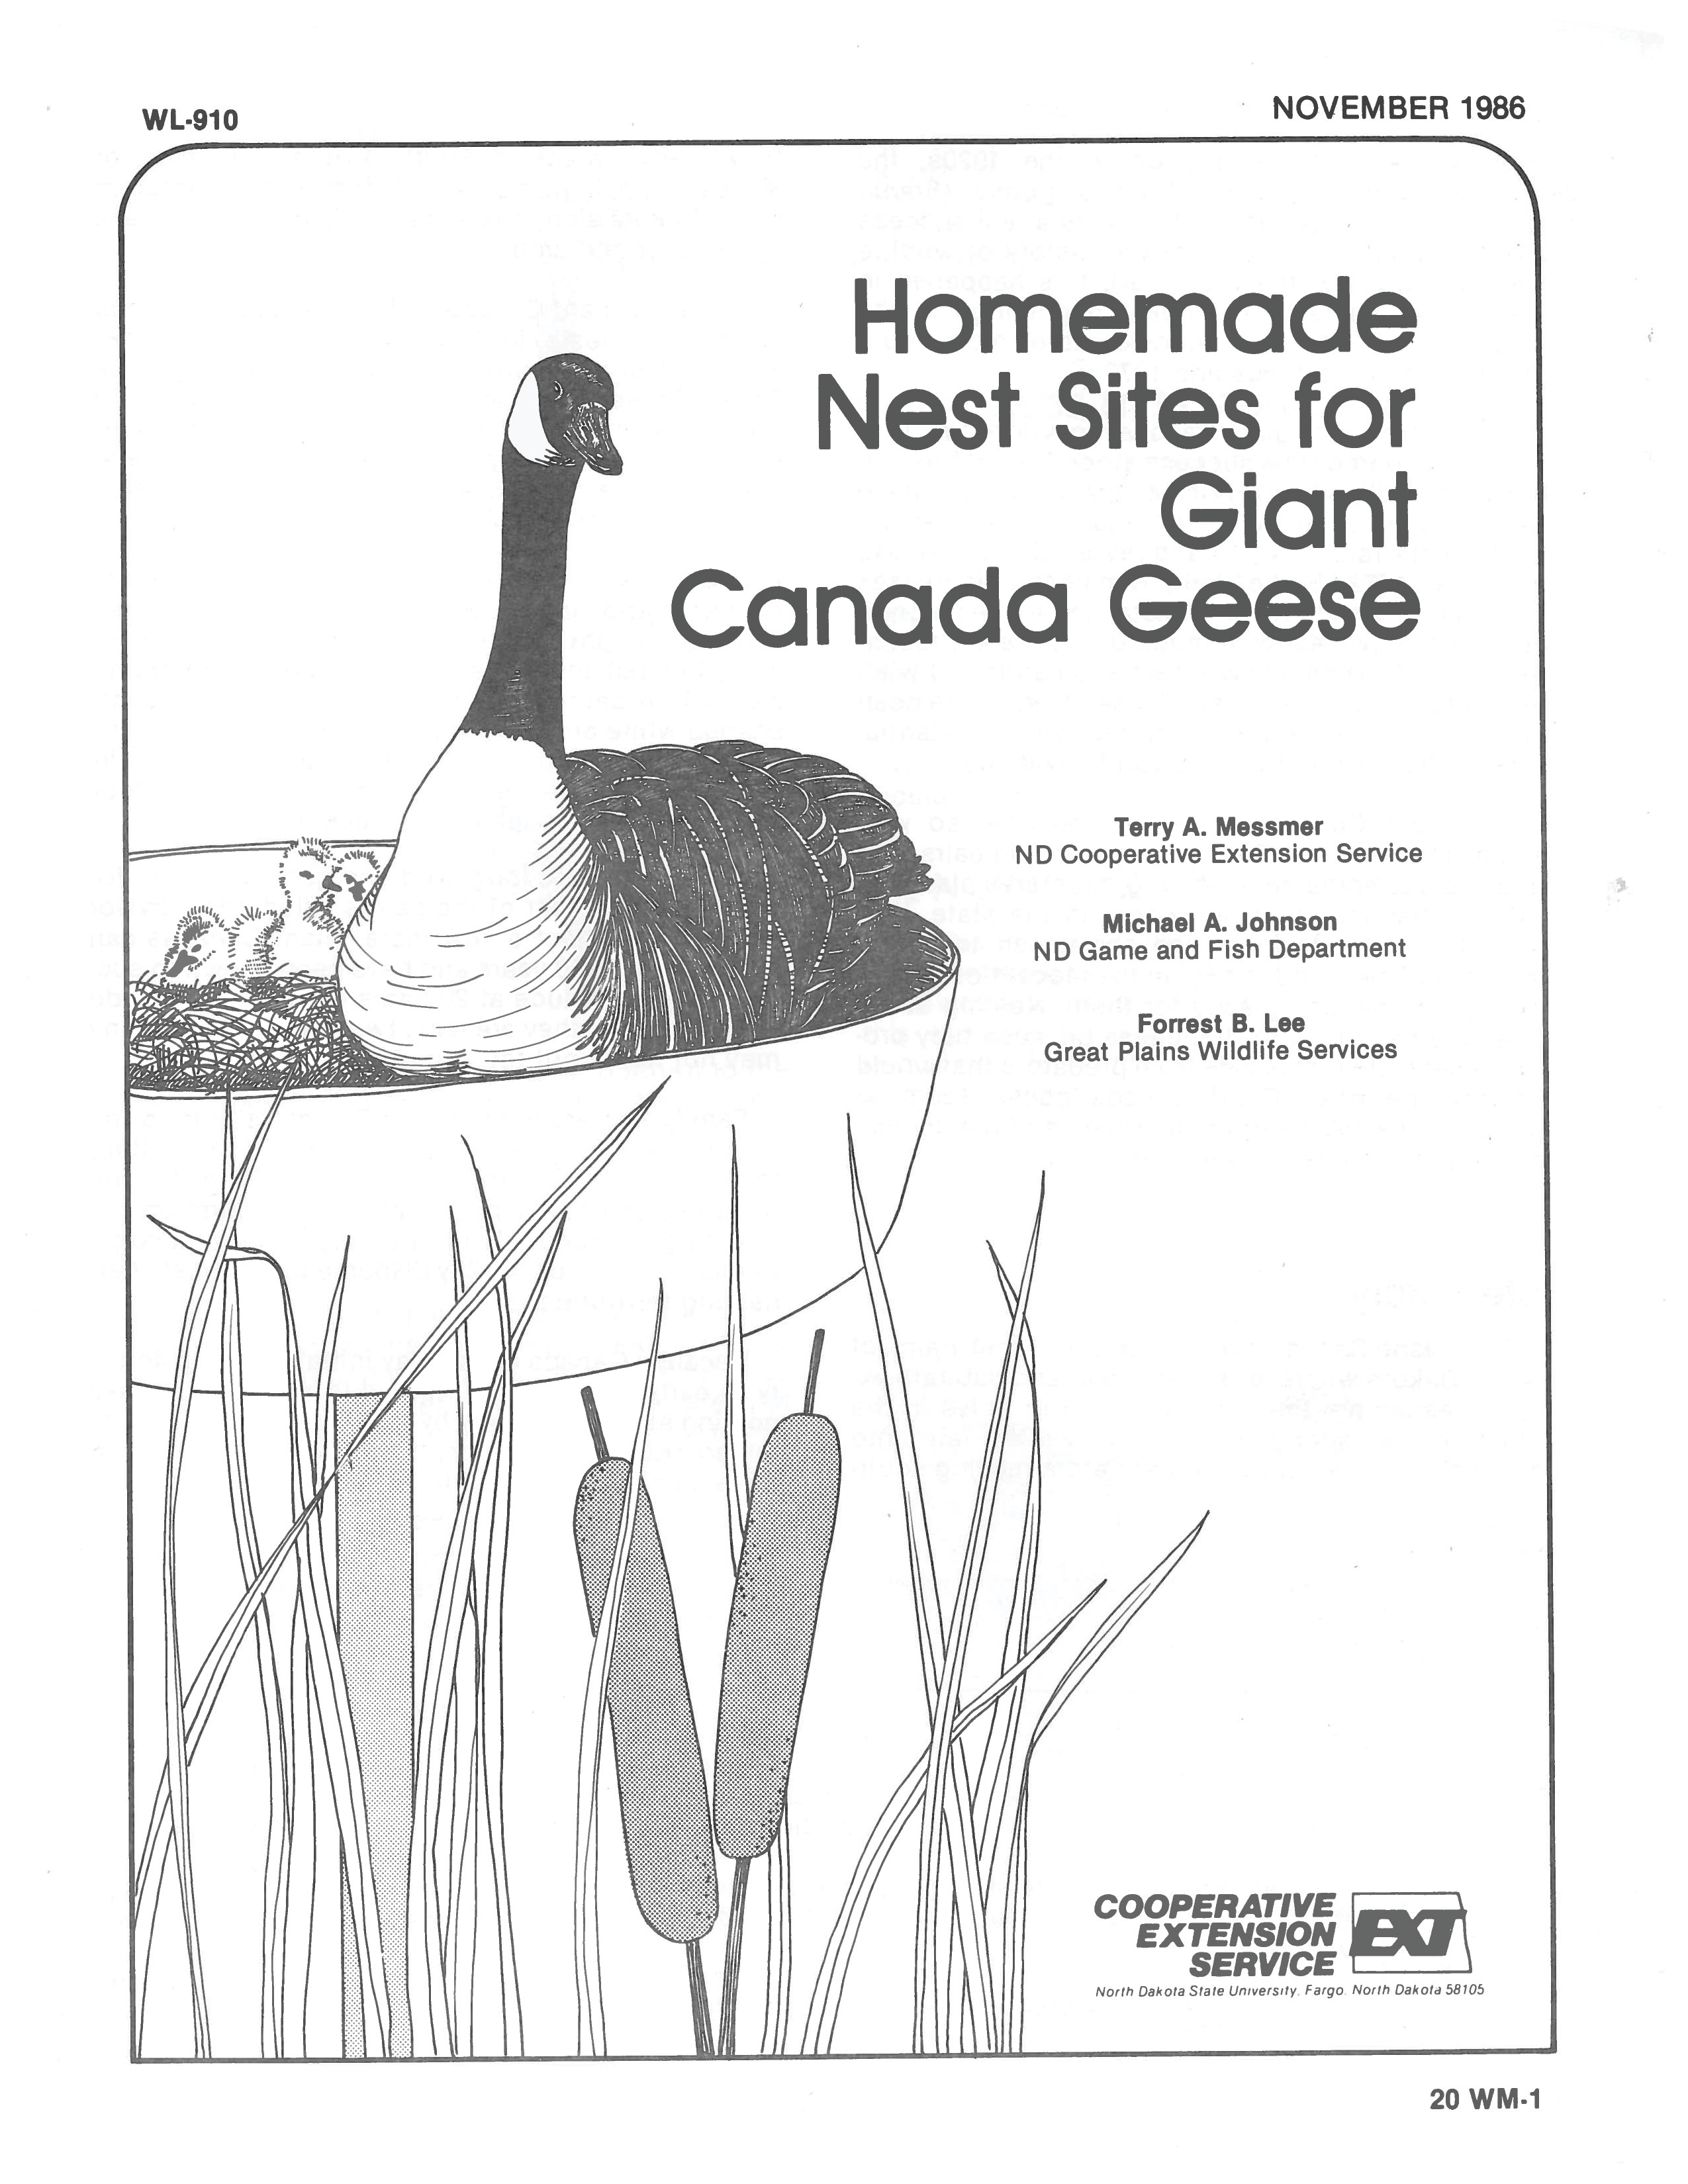 WL-910
NOVEMBER 1986
Homemade
Nest Sites for
Giant
Canada Geese
Terry A. Messmer
ND Cooperative Extension Service
Michael A. Johnson
ND Game and Fish Department
Forrest B. Lee
Great Plains Wildlife Services
COOPERATIVE
EXTENSION
SERVICE
EXT
North Dakota State University, Fargo, North Dakota 58105
20 WM-1